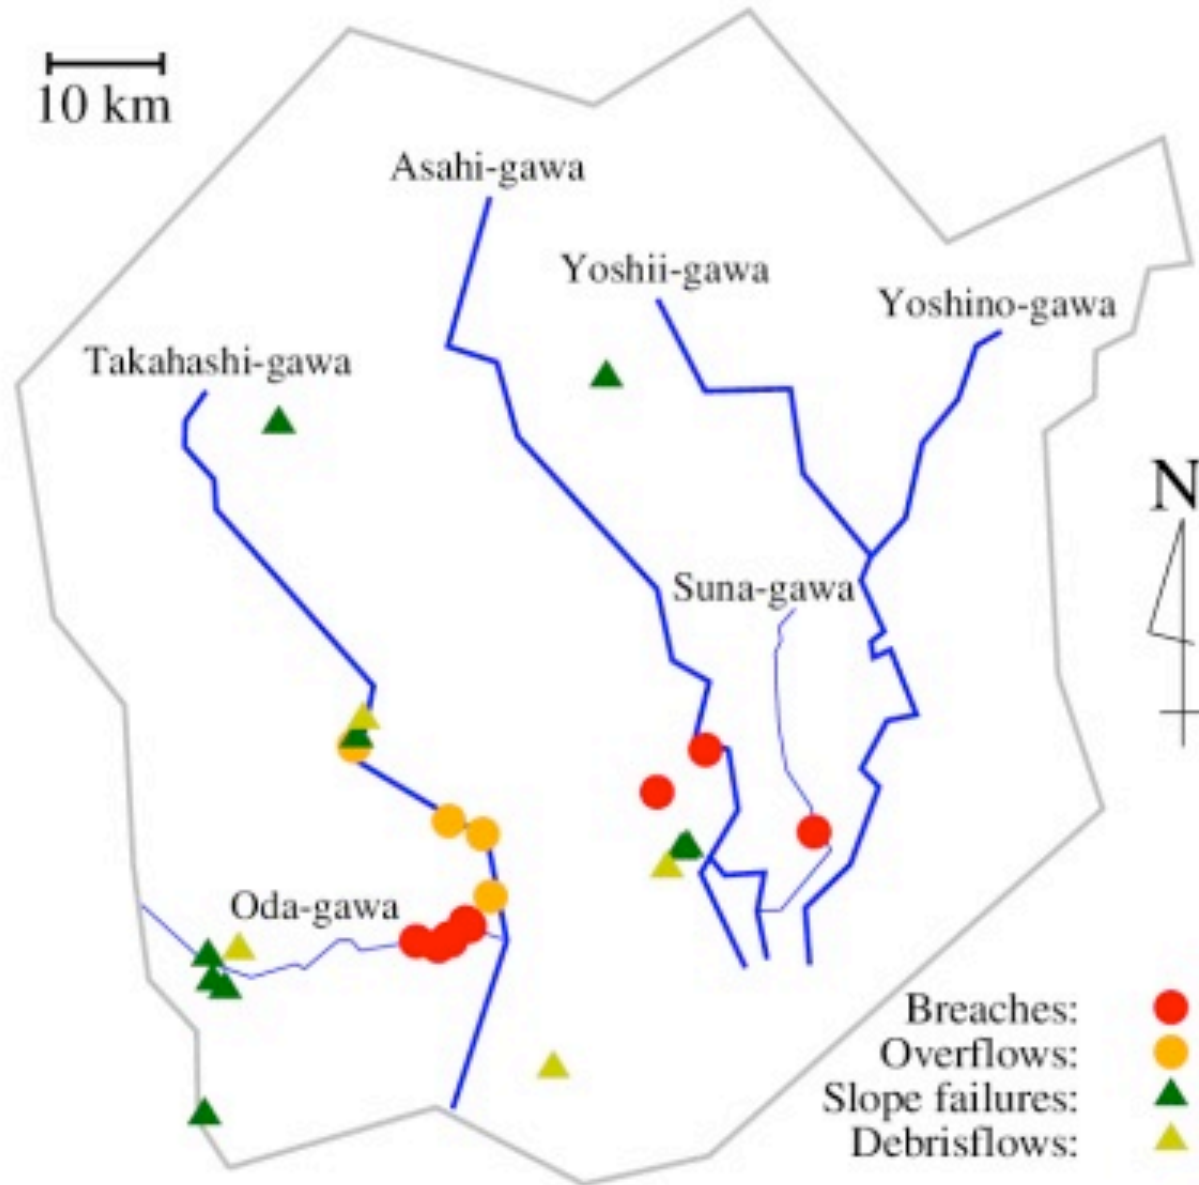 10 km
Asahi-gawa
Yoshii-gawa
Yoshino-gawa
Takahashi-gawa
N
Suna-gawa
Oda-gawa
Breaches:
Overflows:
Slope failures:
Debrisflows: